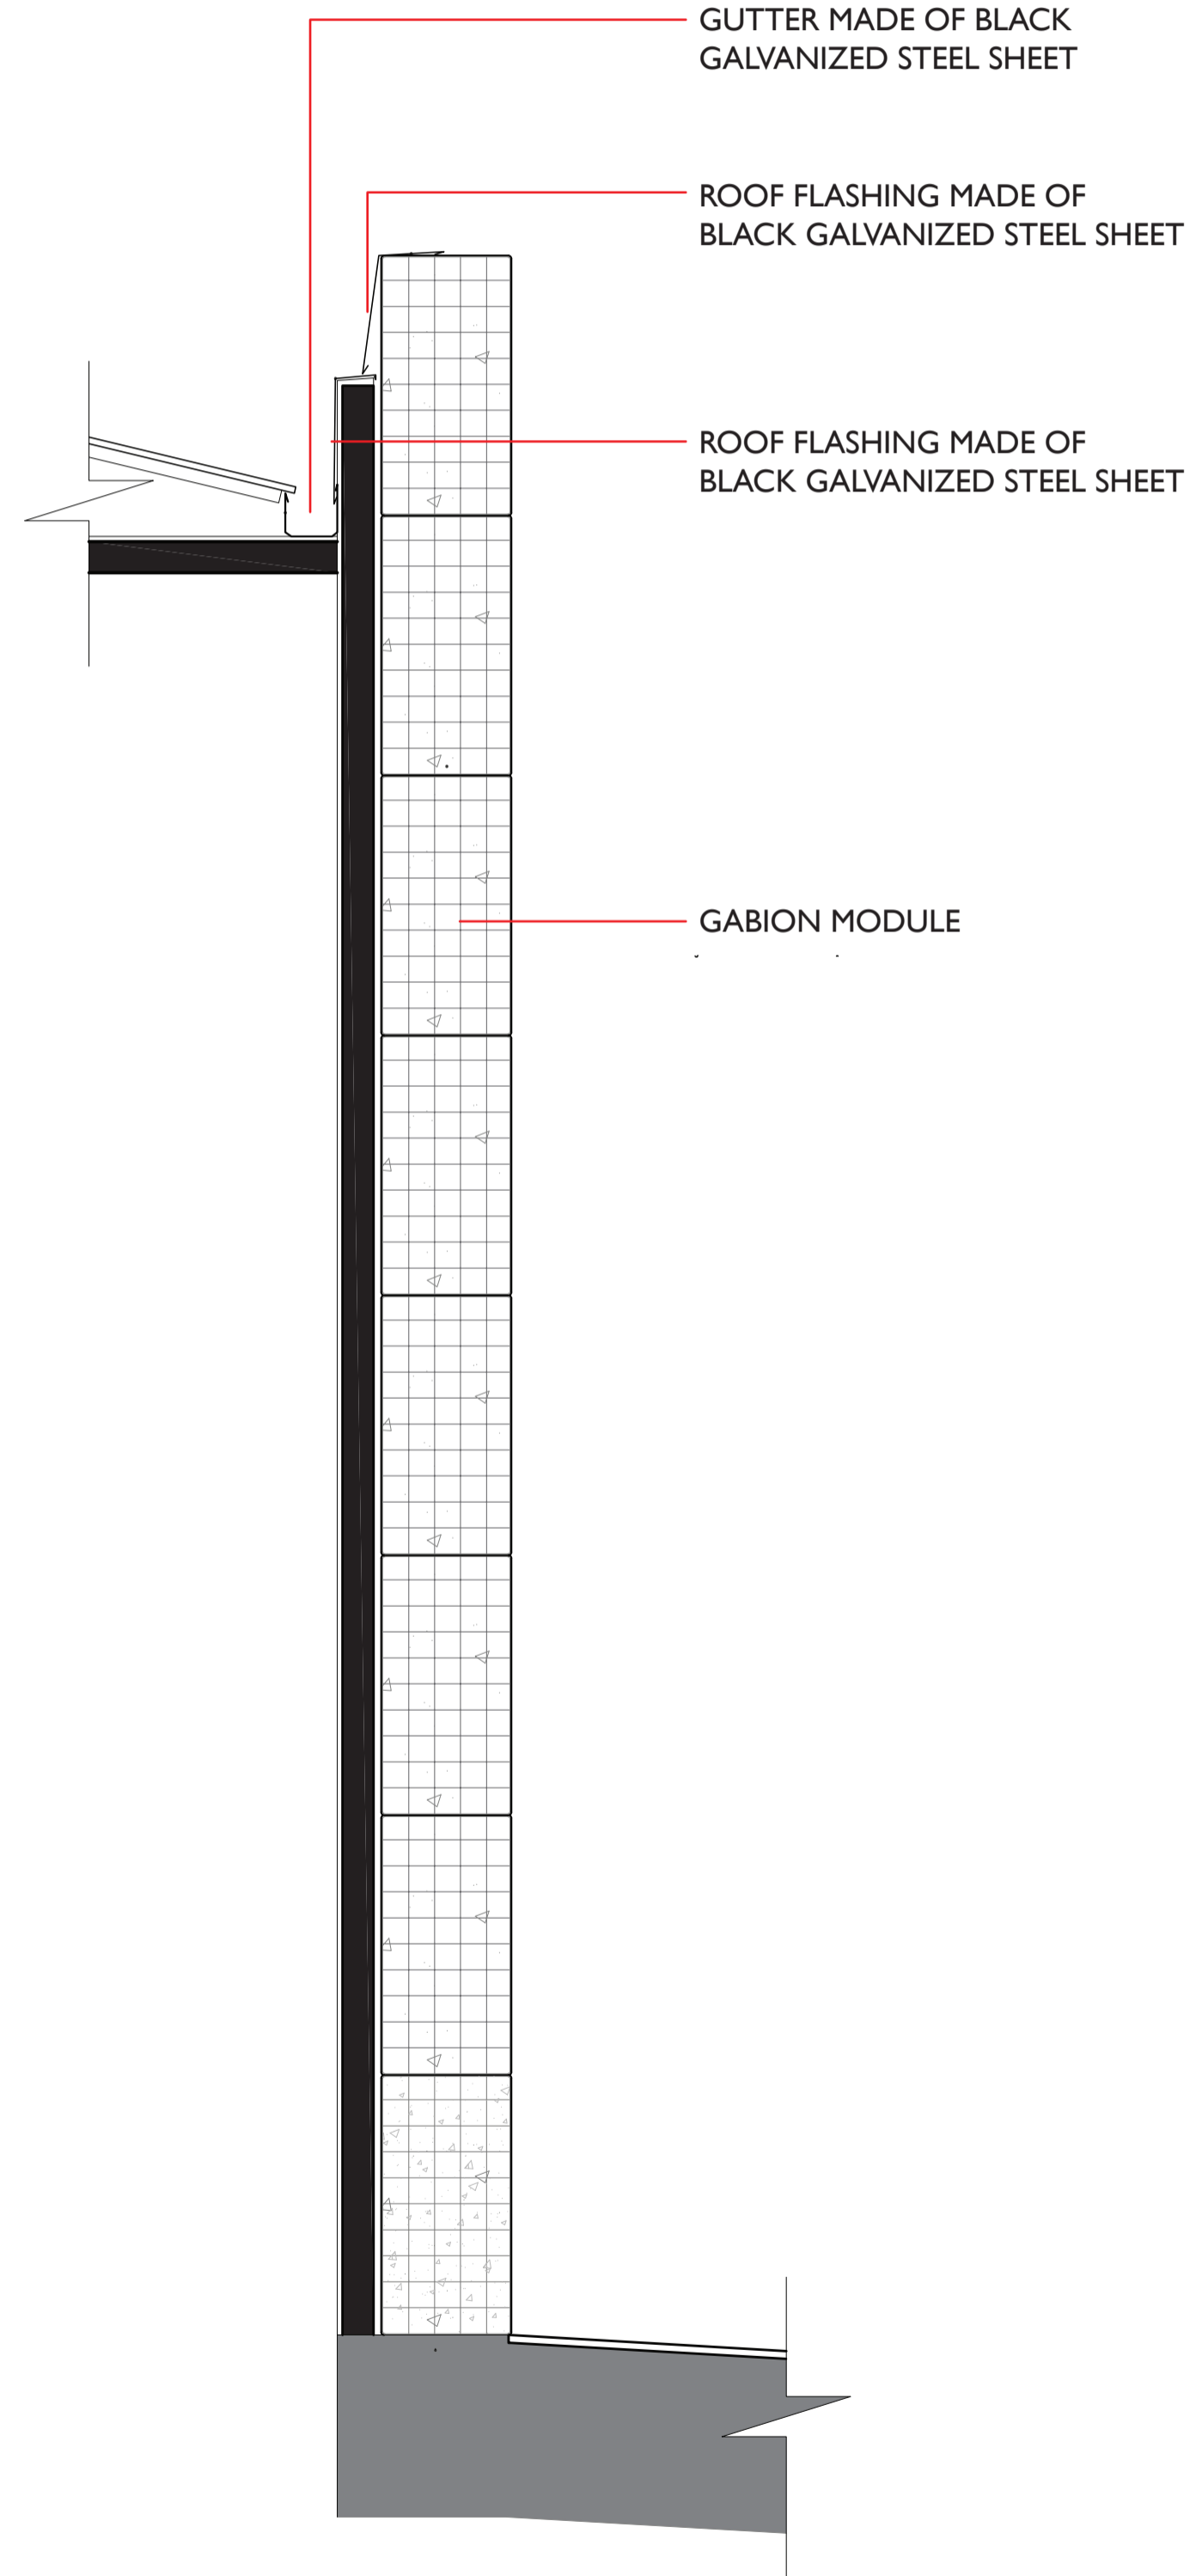 GUTTER MADE OF BLACK
GALVANIZED STEEL SHEET
ROOF FLASHING MADE OF
BLACK GALVANIZED STEEL SHEET
ROOF FLASHING MADE OF
BLACK GALVANIZED STEEL SHEET
GABION MODULE